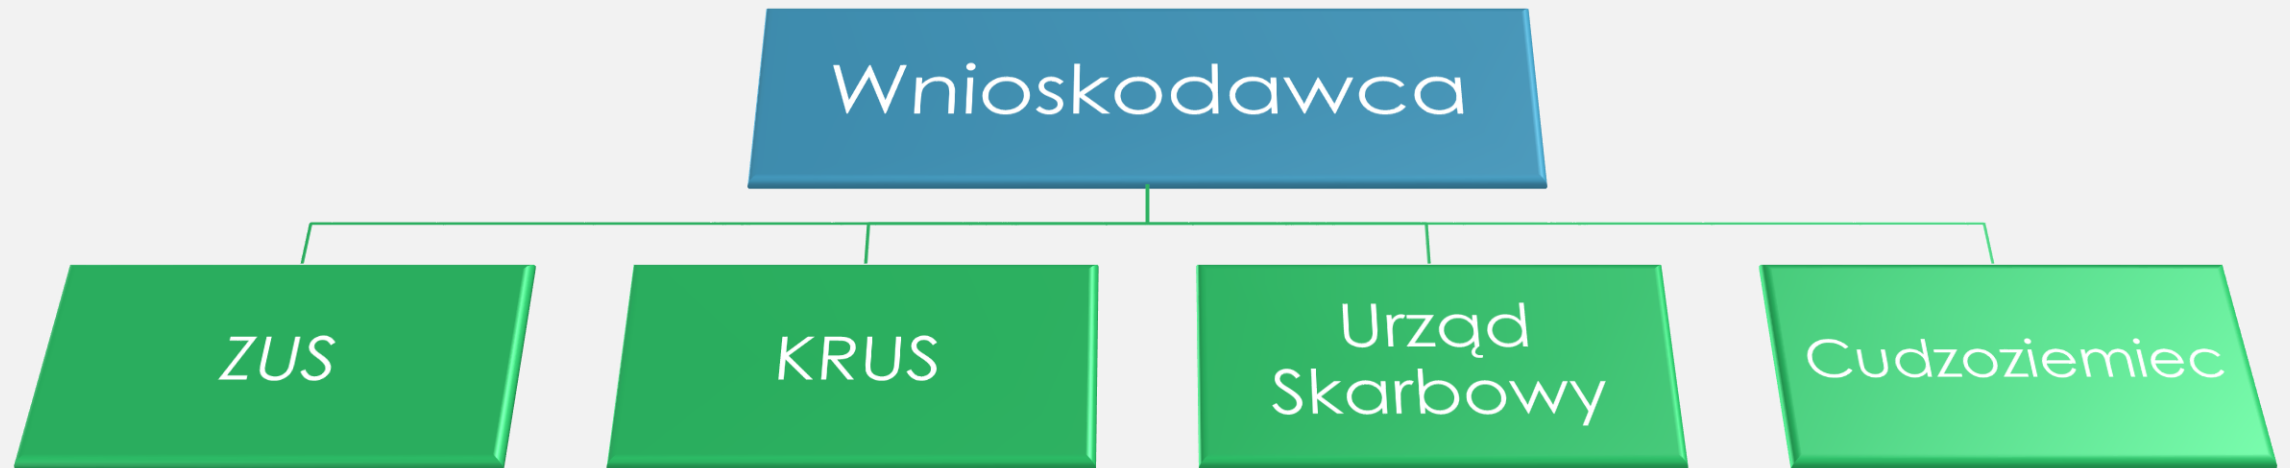 Wnioskodawca
ZUS
KRUS
Urząd
Skarbowy
Cudzoziemiec